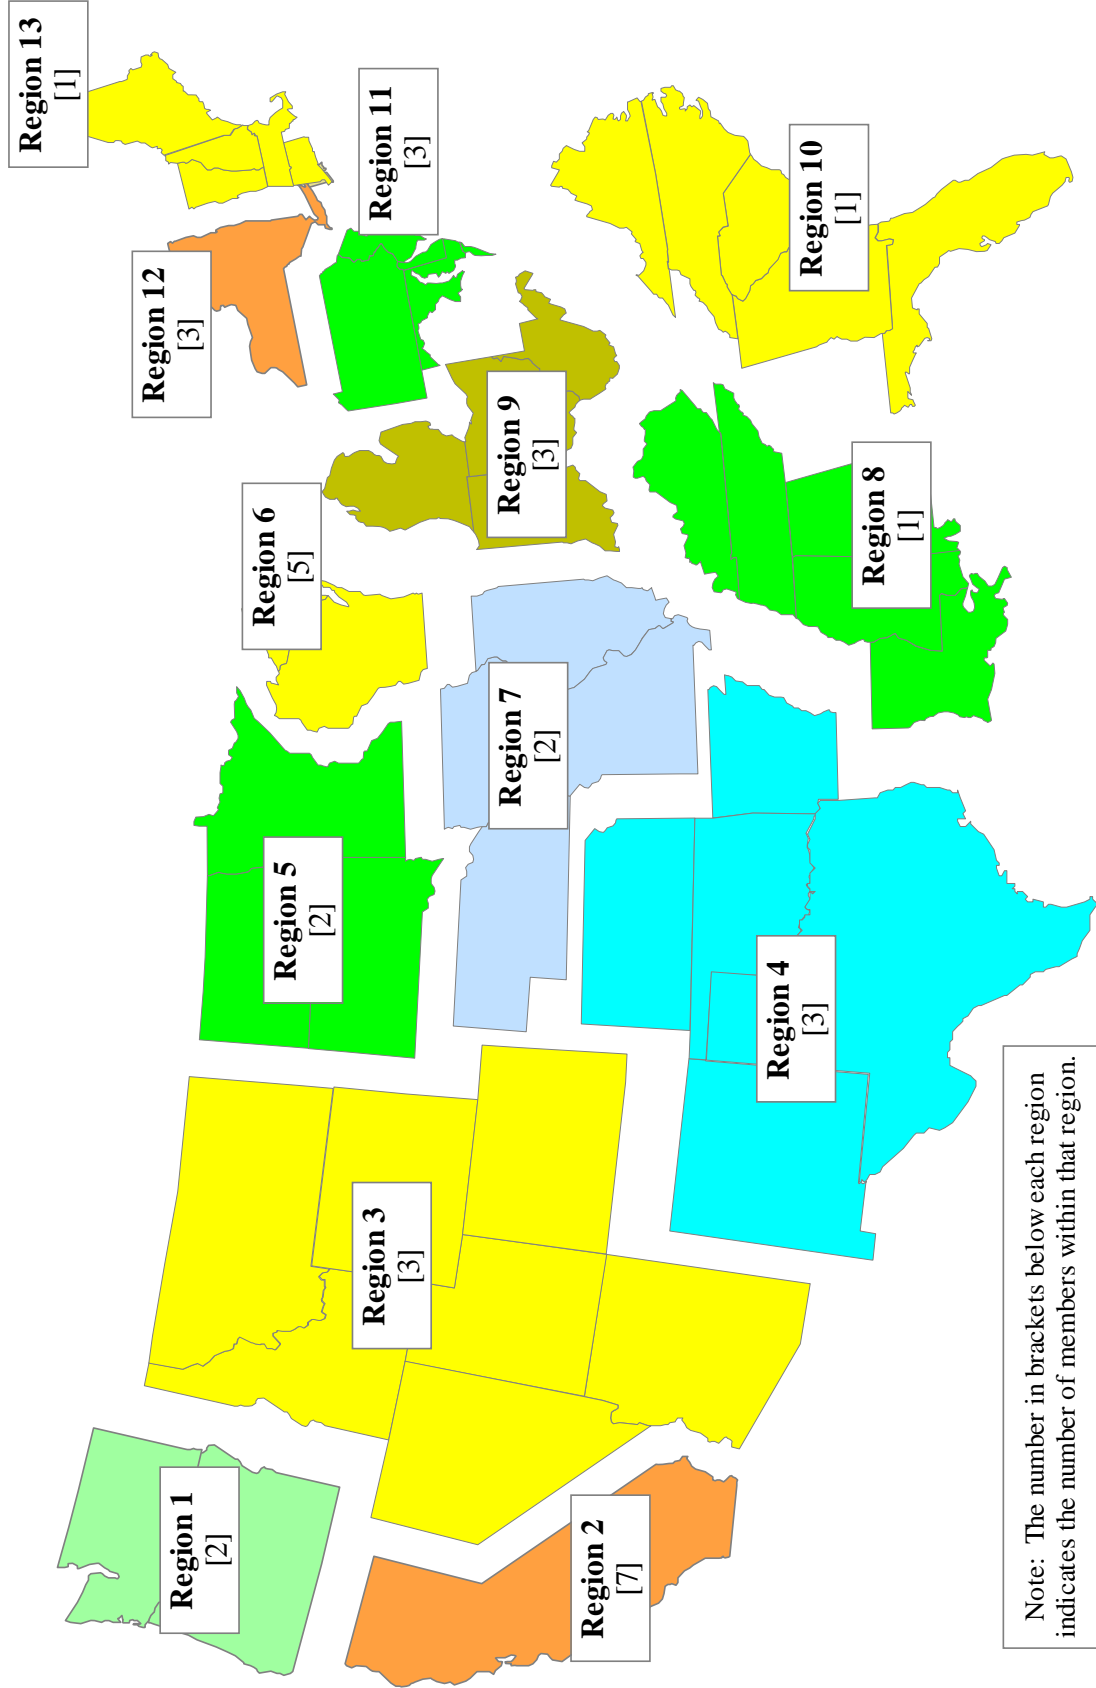 Region 1
[2]
Region 2
[7]
Region 3
[3]
Region 4
[3]
Region 5
[2]
Region 6
[5]
Region 7
[2]
Region 8
[1]
Region 9
[3]
Region 10
[1]
Region 11
[3]
Region 12
[3]
Region 13
[1]
Note: The number in brackets below each region
indicates the number of members within that region.